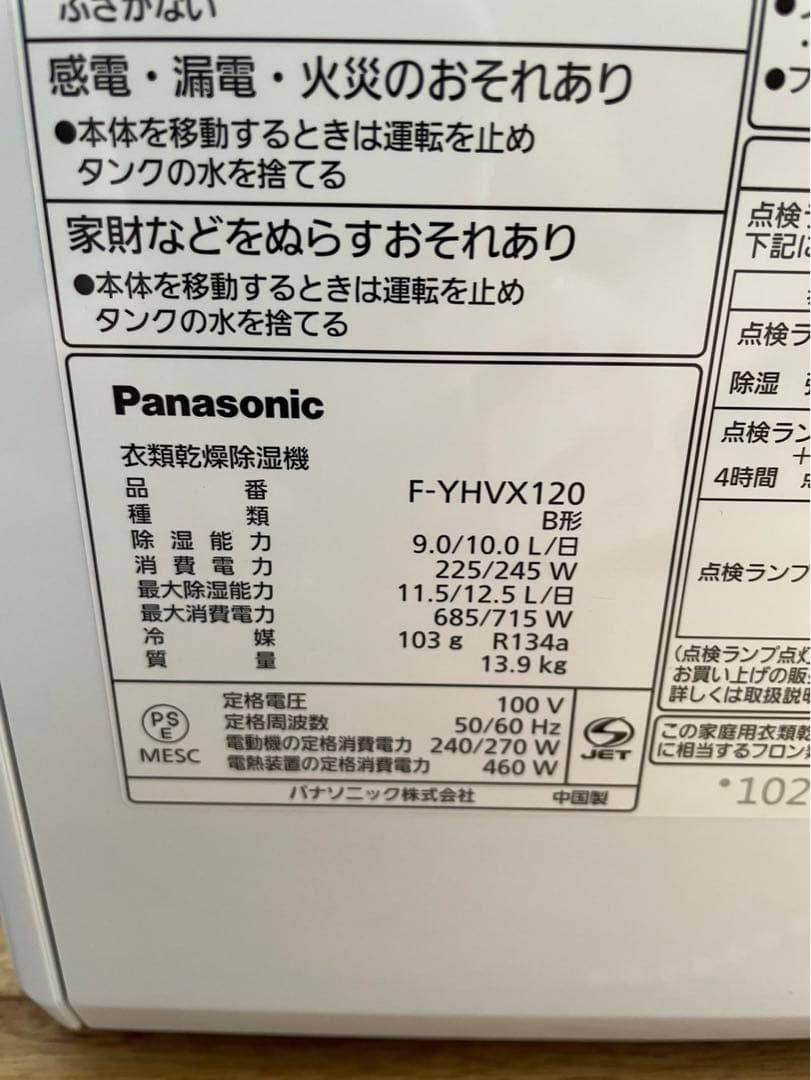 ふさがない
感電・漏電・火災のおそれあり
●本体を移動するときは運転を止め
タンクの水を捨てる
家財などをぬらすおそれあり
●本体を移動するときは運転を止め
タンクの水を捨てる
Panasonic
衣類乾燥除湿機
品番 F-YHVX120
種類 B形
除湿能力 9.0/10.0 L/日
消費電力 225/245 W
最大除湿能力 11.5/12.5 L/日
最大消費電力 685/715 W
冷媒 103 g R134a
質量 13.9 kg
PS
E
MESC
定格電圧 100 V
定格周波数 50/60 Hz
電動機の定格消費電力 240/270 W
電熱装置の定格消費電力 460 W
JET
パナソニック株式会社 中国製
●フ
点検
下記に
点検ラ
除湿
点検ラン
+
4時間
点検ランプ
(点検ランプ点灯
お買い上げの販
詳しくは取扱説明
この家庭用衣類乾
に相当するフロン
*102